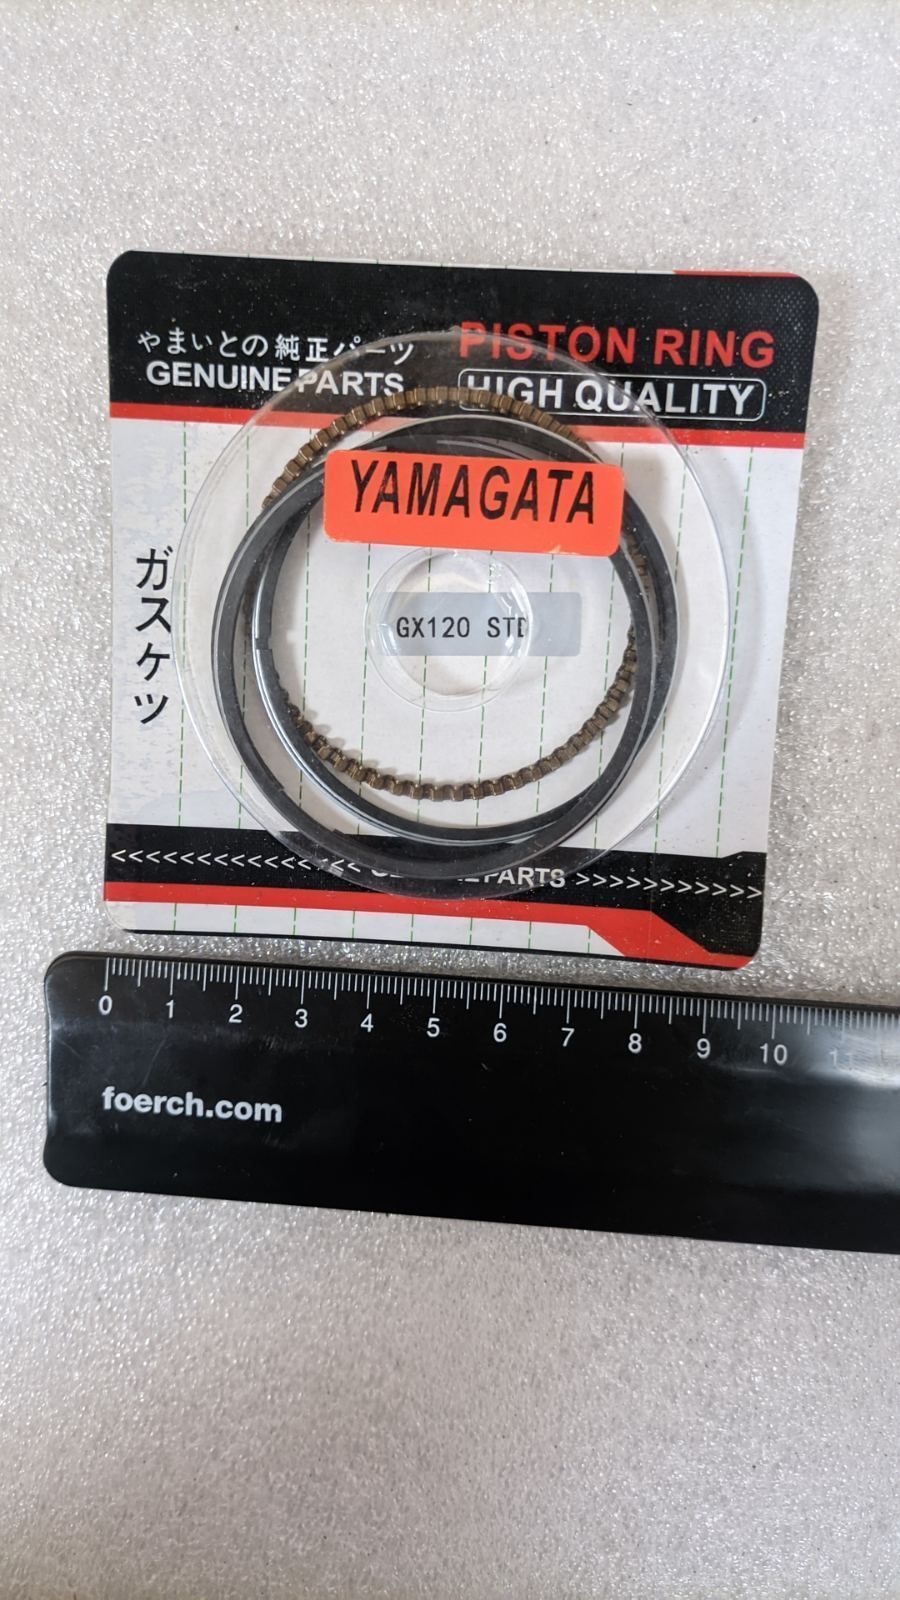 やまいとの純正パーツ
GENUINE PARTS
PISTON RING
HIGH QUALITY
YAMAGATA
GX120 STD
ガスケツ
<<<<<<<<<<<<<<< PARTS >>>>>>>>>>>
0 1 2 3 4 5 6 7 8 9 10 11
foerch.com